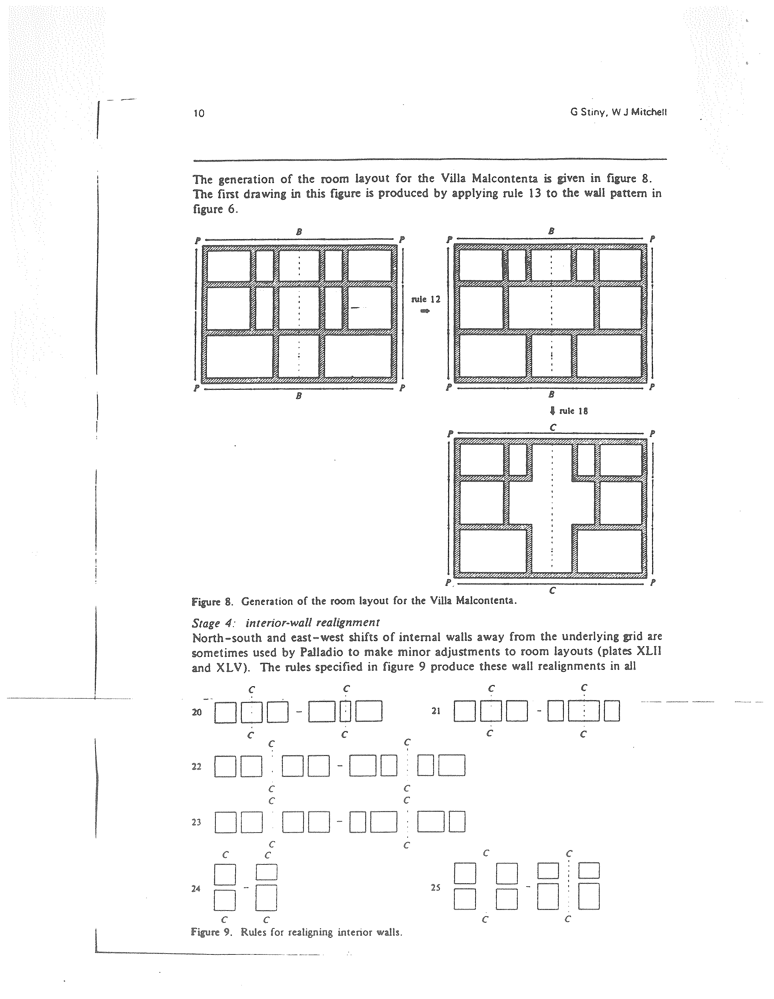 10
G Stiny, W J Mitchell
The generation of the room layout for the Villa Malcontenta is given in figure 8.
The first drawing in this figure is produced by applying rule 13 to the wall pattern in
figure 6.
B
B
P
P
P
P
rule 12
P
P
P
P
B
B
rule 18
C
P
P
P
P
C
Figure 8. Generation of the room layout for the Villa Malcontenta.
Stage 4: interior-wall realignment
North-south and east-west shifts of internal walls away from the underlying grid are
sometimes used by Palladio to make minor adjustments to room layouts (plates XLII
and XLV). The rules specified in figure 9 produce these wall realignments in all
C
C
C
C
20
21
C
C
C
C
C
C
22
C
C
C
C
23
C
C
C
C
C
C
24
25
C
C
C
C
Figure 9. Rules for realigning interior walls.